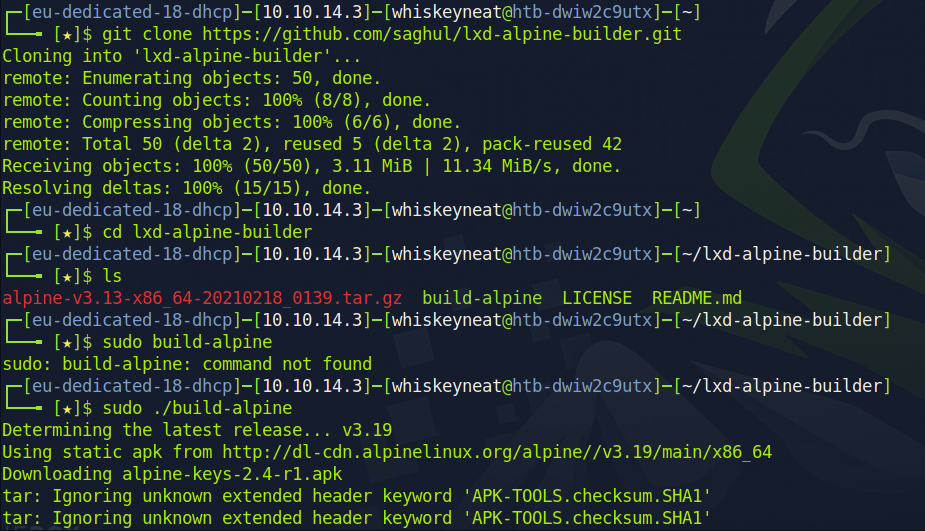 ┌─[eu-dedicated-18-dhcp]─[10.10.14.3]─[whiskeyneat@htb-dwiw2c9utx]─[~]
└──╼ [★]$ git clone https://github.com/saghul/lxd-alpine-builder.git
Cloning into 'lxd-alpine-builder'...
remote: Enumerating objects: 50, done.
remote: Counting objects: 100% (8/8), done.
remote: Compressing objects: 100% (6/6), done.
remote: Total 50 (delta 2), reused 5 (delta 2), pack-reused 42
Receiving objects: 100% (50/50), 3.11 MiB | 11.34 MiB/s, done.
Resolving deltas: 100% (15/15), done.
┌─[eu-dedicated-18-dhcp]─[10.10.14.3]─[whiskeyneat@htb-dwiw2c9utx]─[~]
└──╼ [★]$ cd lxd-alpine-builder
┌─[eu-dedicated-18-dhcp]─[10.10.14.3]─[whiskeyneat@htb-dwiw2c9utx]─[~/lxd-alpine-builder]
└──╼ [★]$ ls
alpine-v3.13-x86_64-20210218_0139.tar.gz  build-alpine  LICENSE  README.md
┌─[eu-dedicated-18-dhcp]─[10.10.14.3]─[whiskeyneat@htb-dwiw2c9utx]─[~/lxd-alpine-builder]
└──╼ [★]$ sudo build-alpine
sudo: build-alpine: command not found
┌─[eu-dedicated-18-dhcp]─[10.10.14.3]─[whiskeyneat@htb-dwiw2c9utx]─[~/lxd-alpine-builder]
└──╼ [★]$ sudo ./build-alpine
Determining the latest release... v3.19
Using static apk from http://dl-cdn.alpinelinux.org/alpine//v3.19/main/x86_64
Downloading alpine-keys-2.4-r1.apk
tar: Ignoring unknown extended header keyword 'APK-TOOLS.checksum.SHA1'
tar: Ignoring unknown extended header keyword 'APK-TOOLS.checksum.SHA1'